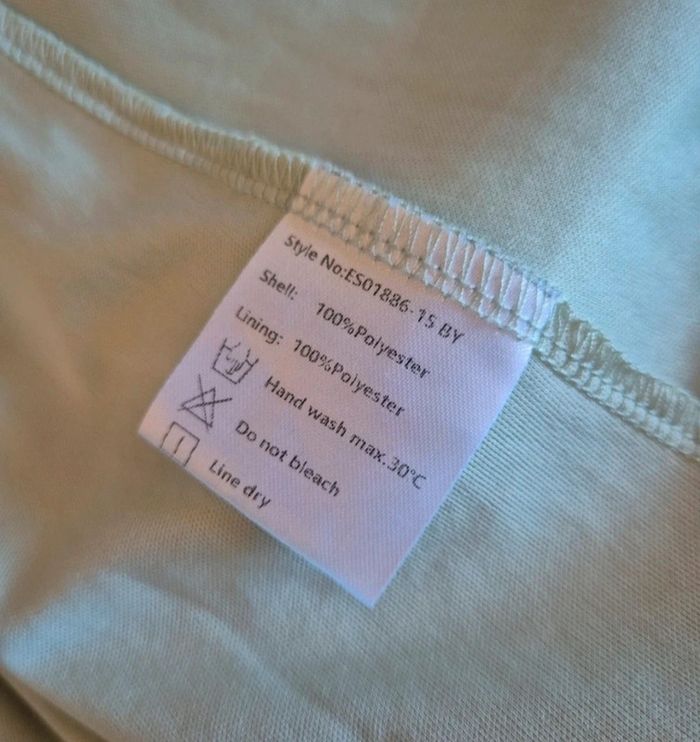 Style No:ES01886-1S BY
Shell: 100%Polyester
Lining: 100%Polyester
Hand wash max.30°C
Do not bleach
Line dry